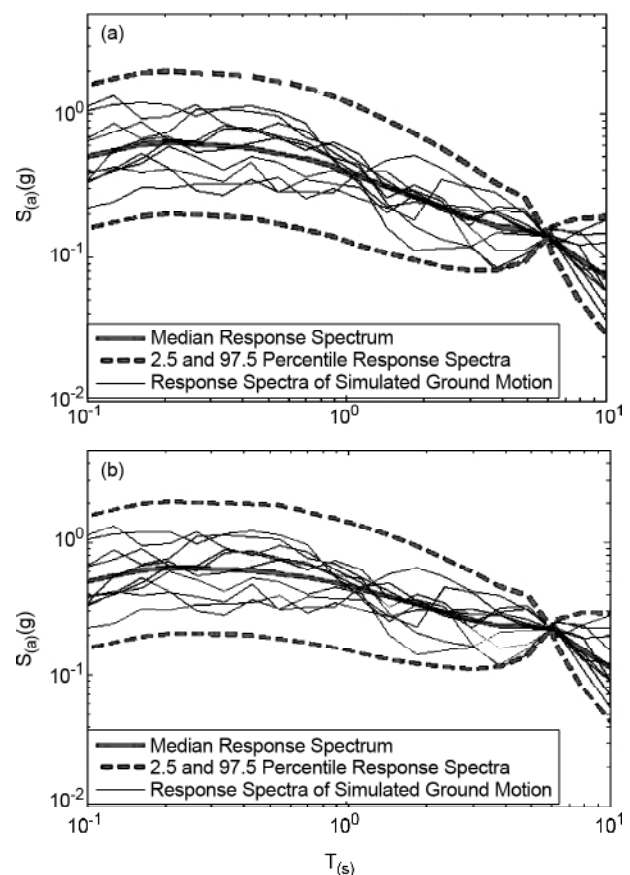 (a)
10^0
10^-1
10^-2
S_(a)(g)
Median Response Spectrum
2.5 and 97.5 Percentile Response Spectra
Response Spectra of Simulated Ground Motion
10^-1 10^0 10^1
(b)
10^0
10^-1
10^-2
S_(a)(g)
Median Response Spectrum
2.5 and 97.5 Percentile Response Spectra
Response Spectra of Simulated Ground Motion
10^-1 10^0 10^1
T_(s)